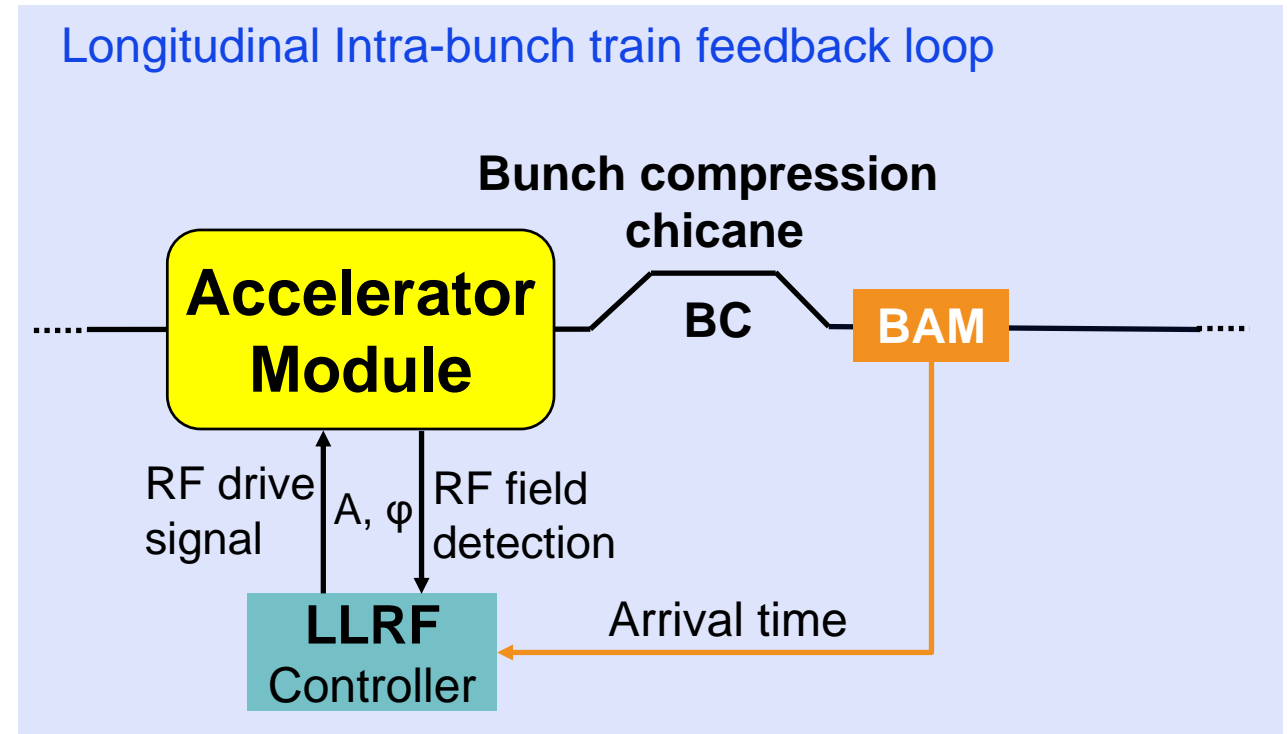 Longitudinal Intra-bunch train feedback loop
Bunch compression
chicane
Accelerator
Module
BC
BAM
RF drive
signal
A, φ
RF field
detection
LLRF
Controller
Arrival time